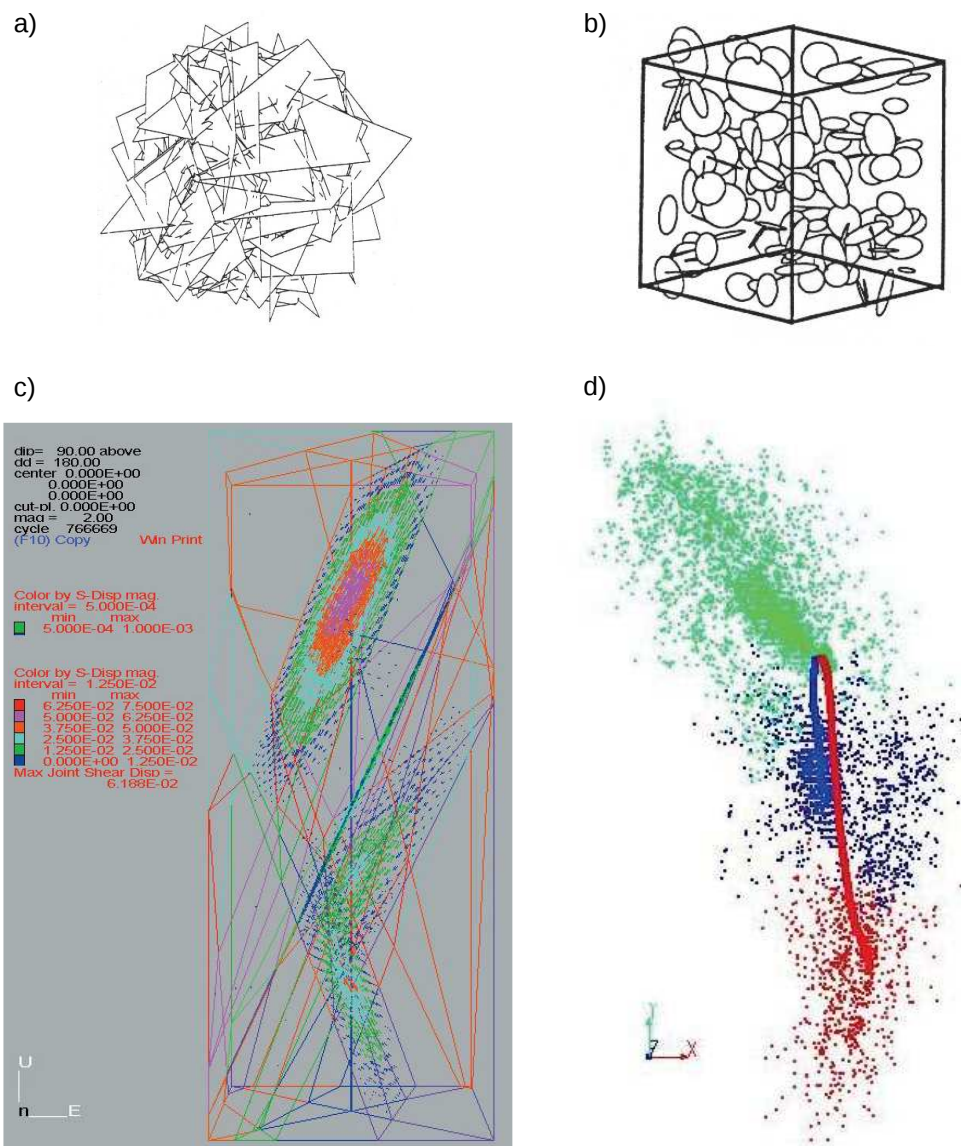 a)
b)
c)
d)
dip= 90.00 above
dd = 180.00
center 0.000E+00
0.000E+00
0.000E+00
cut-pl. 0.000E+00
mag = 2.00
cycle 766669
(F10) Copy Win Print
Color by S-Disp mag.
interval = 5.000E-04
min max
5.000E-04 1.000E-03
Color by S-Disp mag.
interval = 1.250E-02
min max
6.250E-02 7.500E-02
5.000E-02 6.250E-02
3.750E-02 5.000E-02
2.500E-02 3.750E-02
1.250E-02 2.500E-02
0.000E+00 1.250E-02
Max Joint Shear Disp =
6.188E-02
U
n E
Y
Z X